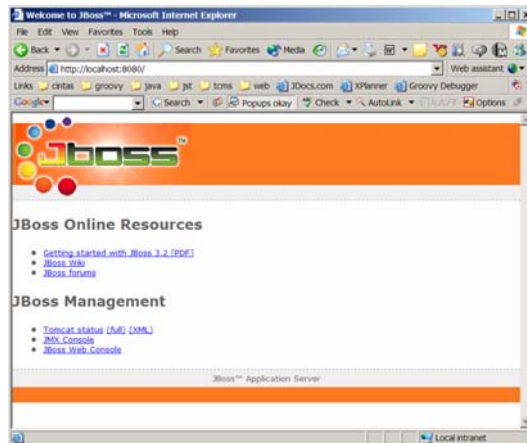 Welcome to JBoss™ - Microsoft Internet Explorer
File Edit View Favorites Tools Help
Back Search Favorites Media
Address http://localhost:8080/ Web assistant
Links cintas groovy java jst tcms web JDocs.com XPlanner Groovy Debugger
Google Search Popups okay Check AutoLink AutoFill Options
Jboss™
JBoss Online Resources
Getting started with JBoss 3.2 [PDF]
JBoss Wiki
JBoss forums
JBoss Management
Tomcat status (full) (XML)
JMX Console
JBoss Web Console
JBoss™ Application Server
Local intranet